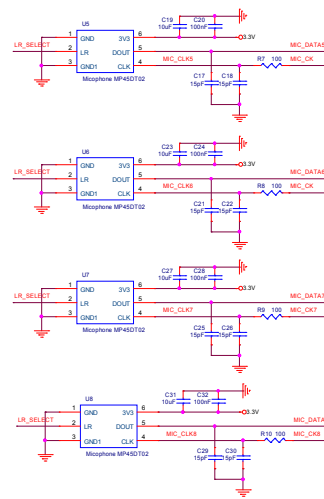 C19 C20
10uF 100nF
U5
3.3V
LR_SELECT
1 GND 3V3 6
2 LR DOUT 5
3 GND1 CLK 4
MIC_DATA5
MIC_CLK5
R7 100
MIC_CK
Micophone MP45DT02
C17 C18
15pF 15pF
C23 C24
10uF 100nF
U6
3.3V
LR_SELECT
1 GND 3V3 6
2 LR DOUT 5
3 GND1 CLK 4
MIC_DATA6
MIC_CLK6
R8 100
MIC_CK
Micophone MP45DT02
C21 C22
15pF 15pF
C27 C28
10uF 100nF
U7
3.3V
LR_SELECT
1 GND 3V3 6
2 LR DOUT 5
3 GND1 CLK 4
MIC_DATA7
MIC_CLK7
R9 100
MIC_CK7
Micophone MP45DT02
C25 C26
15pF 15pF
C31 C32
10uF 100nF
U8
3.3V
LR_SELECT
1 GND 3V3 6
2 LR DOUT 5
3 GND1 CLK 4
MIC_DATA
MIC_CLK8
R10 100
MIC_CK8
Micophone MP45DT02
C29 C30
15pF 15pF